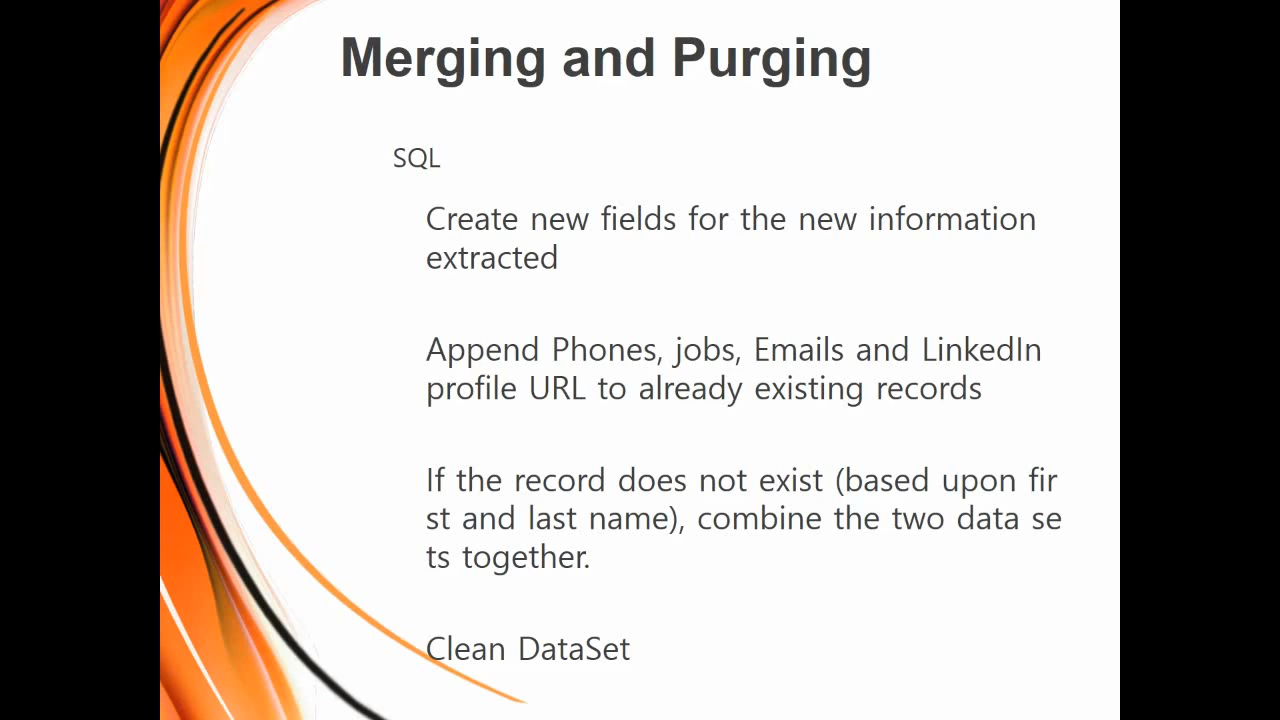 Merging and Purging
SQL
Create new fields for the new information
extracted
Append Phones, jobs, Emails and LinkedIn
profile URL to already existing records
If the record does not exist (based upon fir
st and last name), combine the two data se
ts together.
Clean DataSet